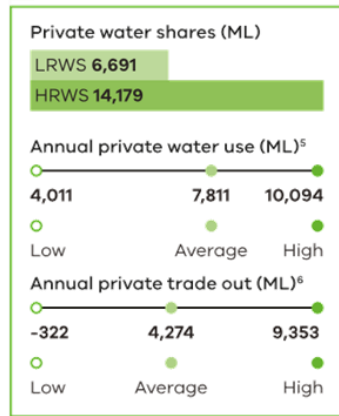 Private water shares (ML)
LRWS 6,691
HRWS 14,179
Annual private water use (ML)⁵
4,011 7,811 10,094
Low Average High
Annual private trade out (ML)⁶
-322 4,274 9,353
Low Average High